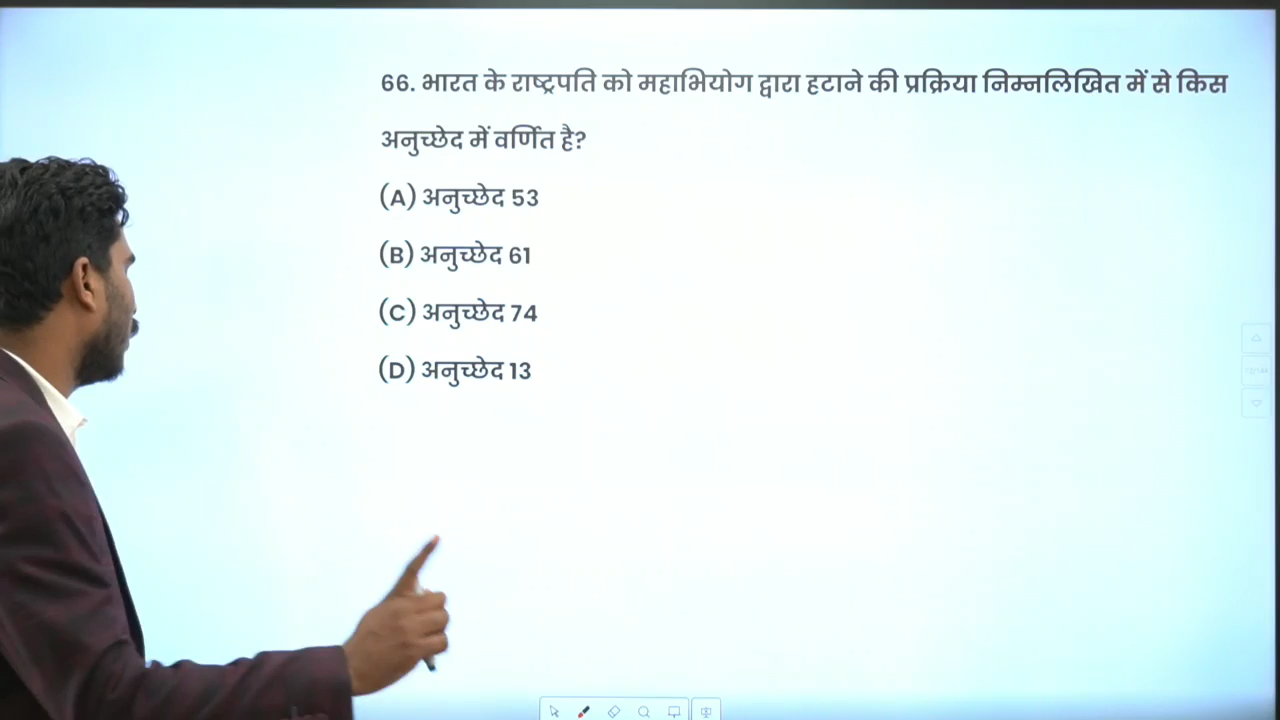 66. भारत के राष्ट्रपति को महाभियोग द्वारा हटाने की प्रक्रिया निम्नलिखित में से किस
अनुच्छेद में वर्णित है?
(A) अनुच्छेद 53
(B) अनुच्छेद 61
(C) अनुच्छेद 74
(D) अनुच्छेद 13